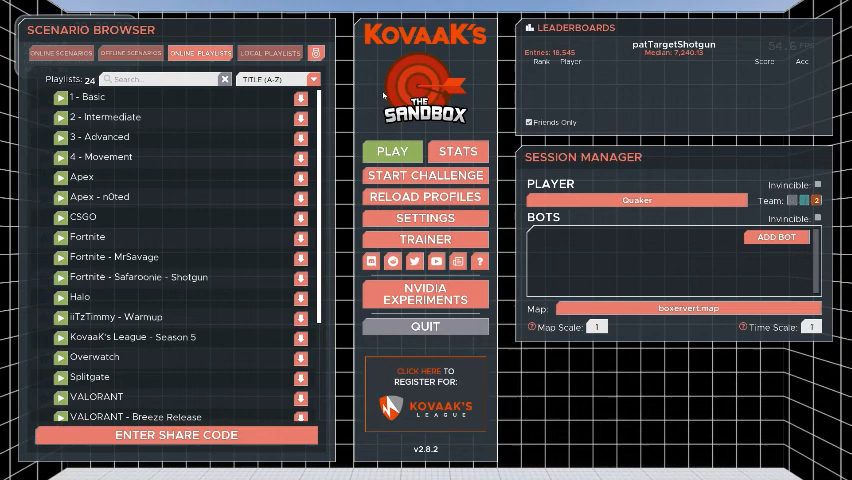 SCENARIO BROWSER
ONLINE SCENARIOS
OFFLINE SCENARIOS
ONLINE PLAYLISTS
LOCAL PLAYLISTS
Playlists: 24
Search...
TITLE (A-Z)
1 - Basic
2 - Intermediate
3 - Advanced
4 - Movement
Apex
Apex - n0ted
CSGO
Fortnite
Fortnite - MrSavage
Fortnite - Safaroonie - Shotgun
Halo
iiTzTimmy - Warmup
KovaaK's League - Season 5
Overwatch
Splitgate
VALORANT
VALORANT - Breeze Release
ENTER SHARE CODE
KOVAAK'S
THE
SANDBOX
PLAY
STATS
START CHALLENGE
RELOAD PROFILES
SETTINGS
TRAINER
?
NVIDIA
EXPERIMENTS
QUIT
CLICK HERE TO
REGISTER FOR:
KOVAAK'S
LEAGUE
v2.8.2
LEADERBOARDS
patTargetShotgun
54.6 FPS
Entries: 18,545
Median: 7,240.13
Rank Player Score Acc
Friends Only
SESSION MANAGER
PLAYER
Invincible:
Quaker
Team: 2
BOTS
Invincible:
ADD BOT
Map: boxervert.map
? Map Scale: 1
? Time Scale: 1